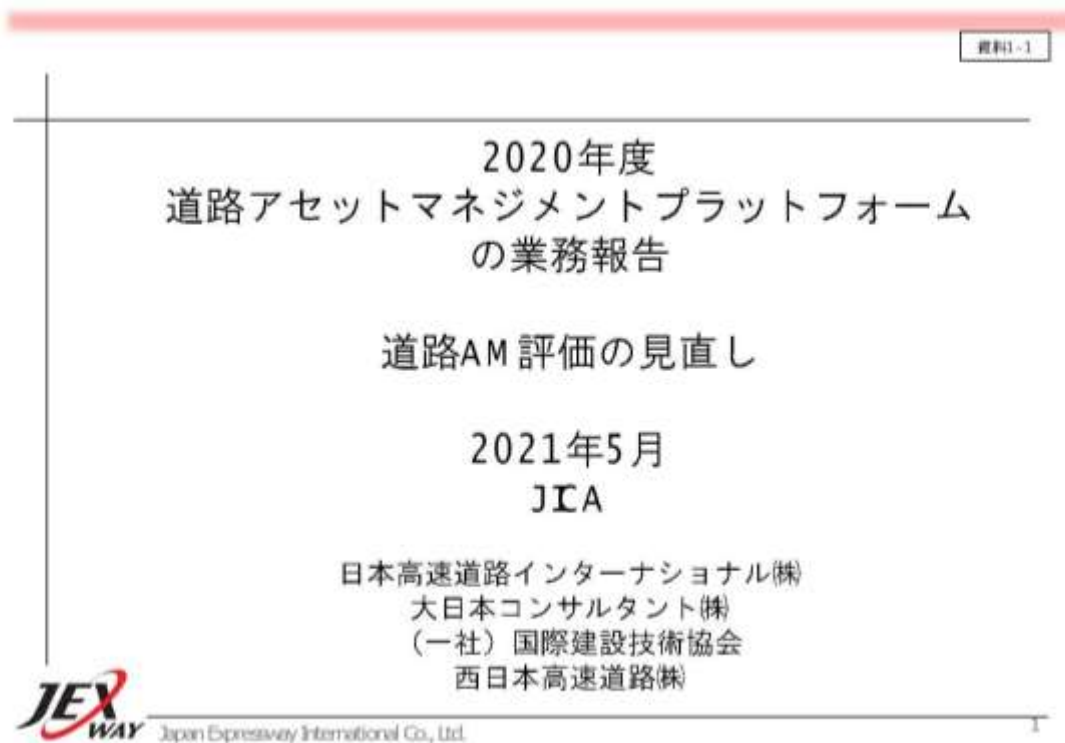 資料1-1
2020年度
道路アセットマネジメントプラットフォーム
の業務報告
道路AM評価の見直し
2021年5月
JICA
日本高速道路インターナショナル㈱
大日本コンサルタント㈱
（一社）国際建設技術協会
西日本高速道路㈱
JEXWAY
Japan Expressway International Co., Ltd.
1